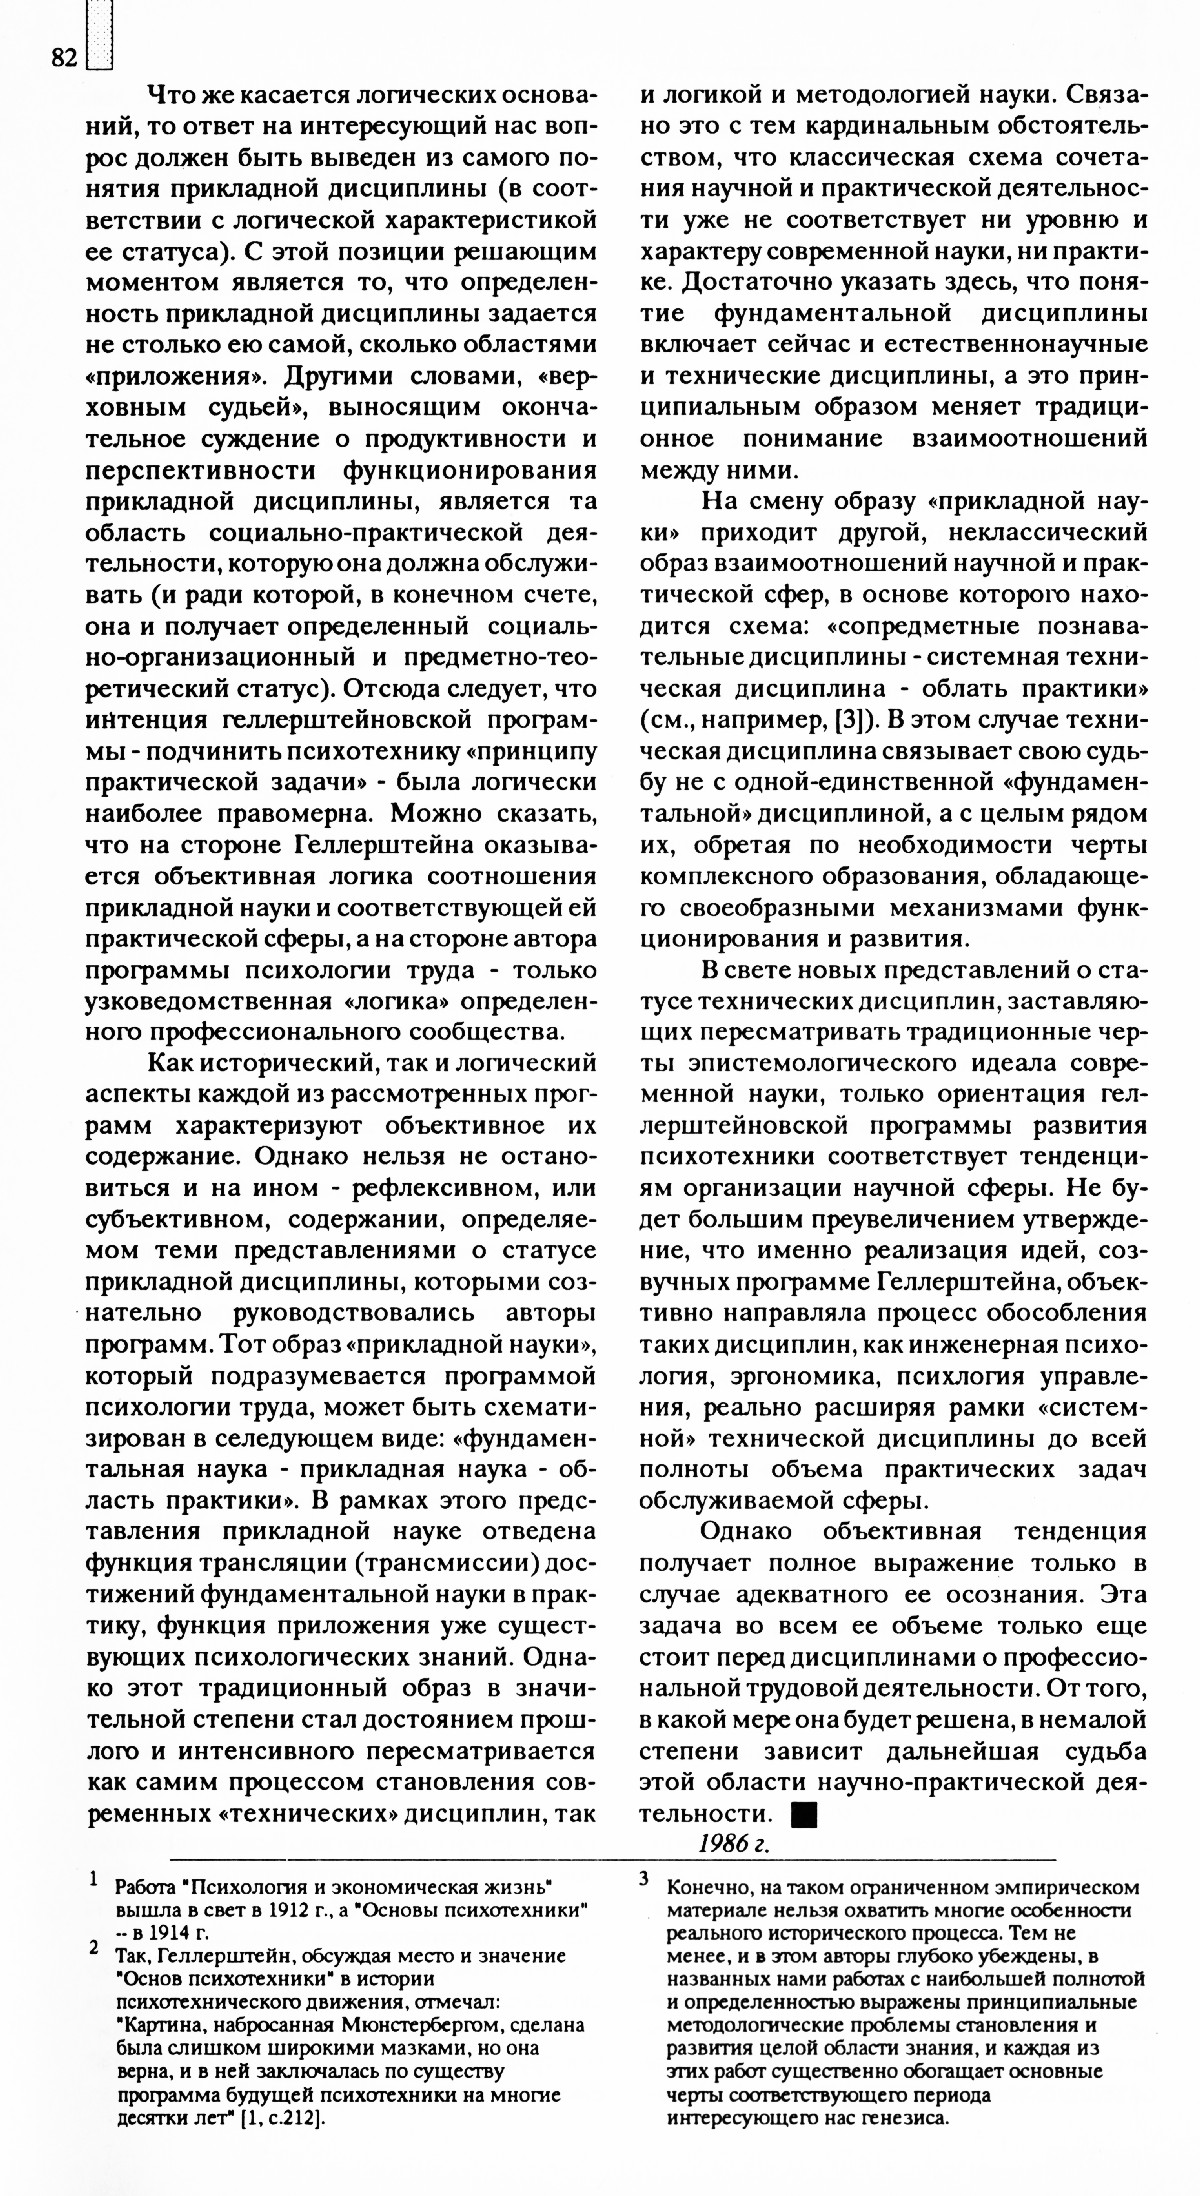 82
Что же касается логических основа-
ний, то ответ на интересующий нас воп-
рос должен быть выведен из самого по-
нятия прикладной дисциплины (в соот-
ветствии с логической характеристикой
ее статуса). С этой позиции решающим
моментом является то, что определен-
ность прикладной дисциплины задается
не столько ею самой, сколько областями
«приложения». Другими словами, «вер-
ховным судьей», выносящим оконча-
тельное суждение о продуктивности и
перспективности функционирования
прикладной дисциплины, является та
область социально-практической дея-
тельности, которую она должна обслужи-
вать (и ради которой, в конечном счете,
она и получает определенный социаль-
но-организационный и предметно-тео-
ретический статус). Отсюда следует, что
интенция геллерштейновской програм-
мы - подчинить психотехнику «принципу
практической задачи» - была логически
наиболее правомерна. Можно сказать,
что на стороне Геллерштейна оказыва-
ется объективная логика соотношения
прикладной науки и соответствующей ей
практической сферы, а на стороне автора
программы психологии труда - только
узковедомственная «логика» определен-
ного профессионального сообщества.
Как исторический, так и логический
аспекты каждой из рассмотренных прог-
рамм характеризуют объективное их
содержание. Однако нельзя не остано-
виться и на ином - рефлексивном, или
субъективном, содержании, определяе-
мом теми представлениями о статусе
прикладной дисциплины, которыми соз-
нательно руководствовались авторы
программ. Тот образ «прикладной науки»,
который подразумевается программой
психологии труда, может быть схемати-
зирован в селедующем виде: «фундамен-
тальная наука - прикладная наука - об-
ласть практики». В рамках этого предс-
тавления прикладной науке отведена
функция трансляции (трансмиссии) дос-
тижений фундаментальной науки в прак-
тику, функция приложения уже сущест-
вующих психологических знаний. Одна-
ко этот традиционный образ в значи-
тельной степени стал достоянием прош-
лого и интенсивного пересматривается
как самим процессом становления сов-
ременных «технических» дисциплин, так
и логикой и методологией науки. Связа-
но это с тем кардинальным обстоятель-
ством, что классическая схема сочета-
ния научной и практической деятельнос-
ти уже не соответствует ни уровню и
характеру современной науки, ни практи-
ке. Достаточно указать здесь, что поня-
тие фундаментальной дисциплины
включает сейчас и естественнонаучные
и технические дисциплины, а это прин-
ципиальным образом меняет традици-
онное понимание взаимоотношений
между ними.
На смену образу «прикладной нау-
ки» приходит другой, неклассический
образ взаимоотношений научной и прак-
тической сфер, в основе которого нахо-
дится схема: «сопредметные познава-
тельные дисциплины - системная техни-
ческая дисциплина - облать практики»
(см., например, [3]). В этом случае техни-
ческая дисциплина связывает свою судь-
бу не с одной-единственной «фундамен-
тальной» дисциплиной, а с целым рядом
их, обретая по необходимости черты
комплексного образования, обладающе-
го своеобразными механизмами функ-
ционирования и развития.
В свете новых представлений о ста-
тусе технических дисциплин, заставляю-
щих пересматривать традиционные чер-
ты эпистемологического идеала совре-
менной науки, только ориентация гел-
лерштейновской программы развития
психотехники соответствует тенденци-
ям организации научной сферы. Не бу-
дет большим преувеличением утвержде-
ние, что именно реализация идей, соз-
вучных программе Геллерштейна, объек-
тивно направляла процесс обособления
таких дисциплин, как инженерная психо-
логия, эргономика, психлогия управле-
ния, реально расширяя рамки «систем-
ной» технической дисциплины до всей
полноты объема практических задач
обслуживаемой сферы.
Однако объективная тенденция
получает полное выражение только в
случае адекватного ее осознания. Эта
задача во всем ее объеме только еще
стоит перед дисциплинами о профессио-
нальной трудовой деятельности. От того,
в какой мере она будет решена, в немалой
степени зависит дальнейшая судьба
этой области научно-практической дея-
тельности. ■
1986 г.
1 Работа "Психология и экономическая жизнь"
вышла в свет в 1912 г., а "Основы психотехники"
-- в 1914 г.
2 Так, Геллерштейн, обсуждая место и значение
"Основ психотехники" в истории
психотехнического движения, отмечал:
"Картина, набросанная Мюнстербергом, сделана
была слишком широкими мазками, но она
верна, и в ней заключалась по существу
программа будущей психотехники на многие
десятки лет" [1, с.212].
3 Конечно, на таком ограниченном эмпирическом
материале нельзя охватить многие особенности
реального исторического процесса. Тем не
менее, и в этом авторы глубоко убеждены, в
названных нами работах с наибольшей полнотой
и определенностью выражены принципиальные
методологические проблемы становления и
развития целой области знания, и каждая из
этих работ существенно обогащает основные
черты соответствующего периода
интересующего нас генезиса.